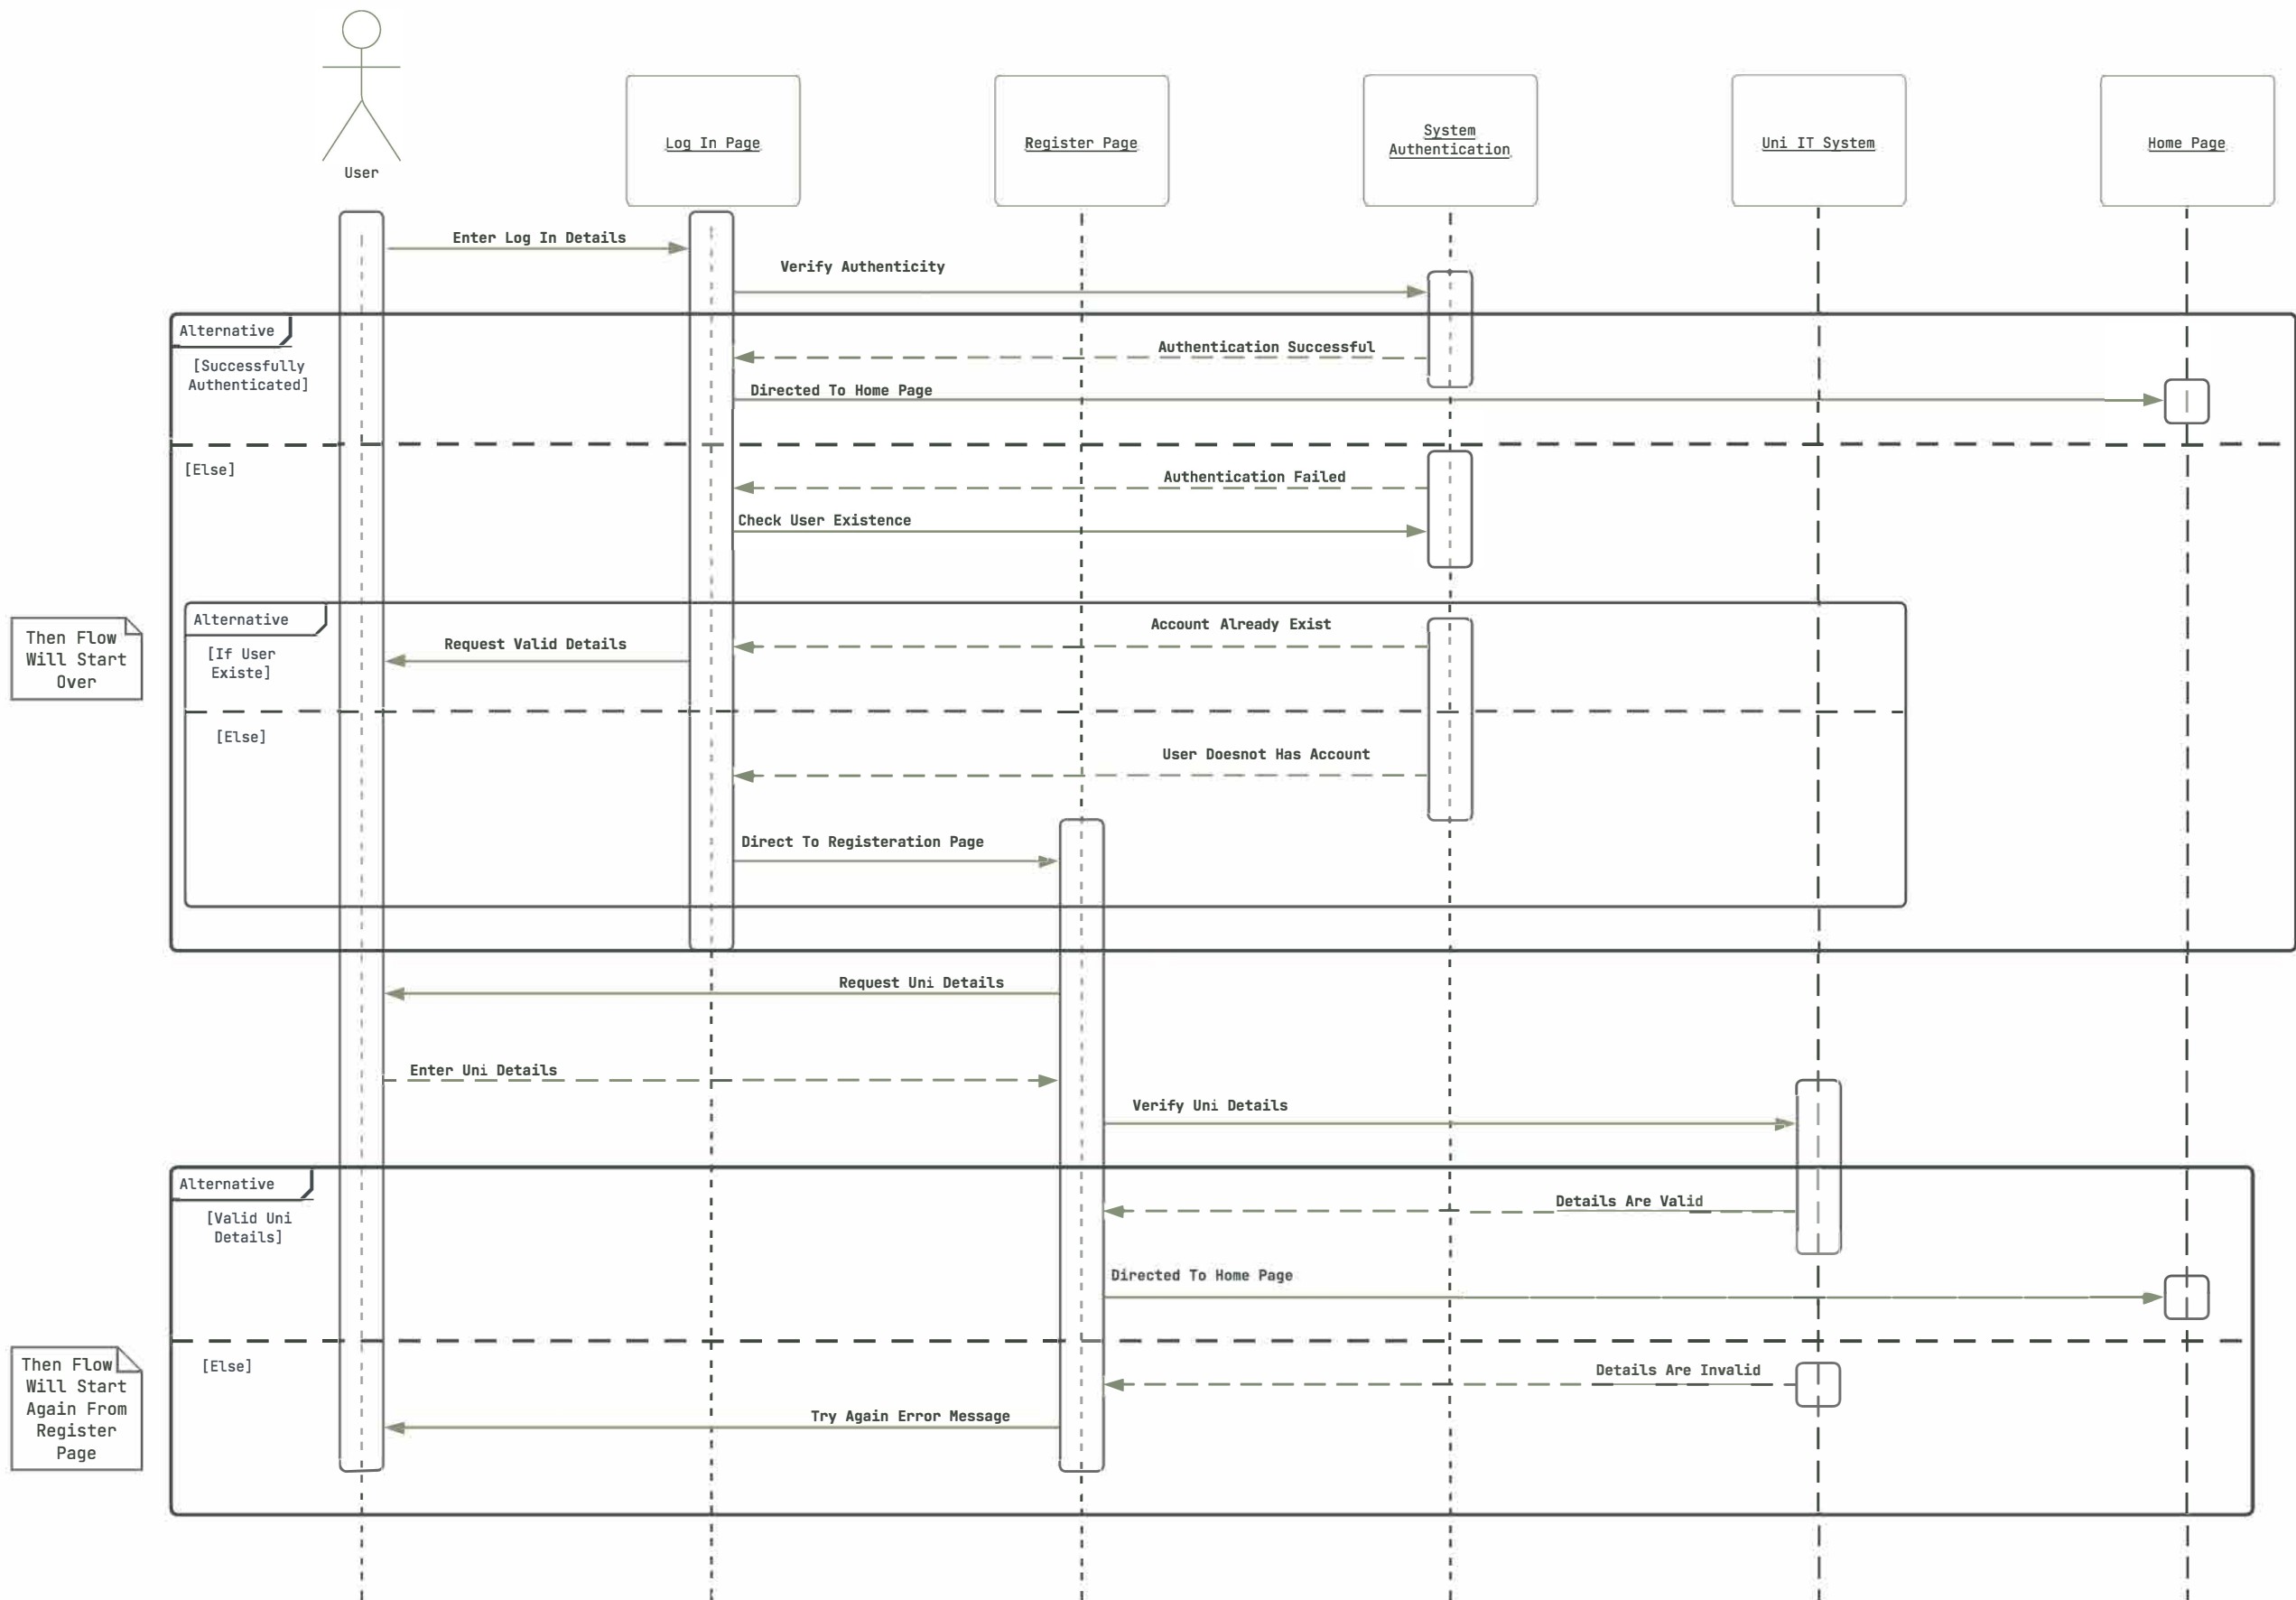 User
Log In Page
Register Page
System
Authentication
Uni IT System
Home Page
Enter Log In Details
Verify Authenticity
Alternative
[Successfully
Authenticated]
Authentication Successful
Directed To Home Page
[Else]
Authentication Failed
Check User Existence
Then Flow
Will Start
Over
Alternative
[If User
Existe]
Account Already Exist
Request Valid Details
[Else]
User Doesnot Has Account
Direct To Registeration Page
Request Uni Details
Enter Uni Details
Verify Uni Details
Alternative
[Valid Uni
Details]
Details Are Valid
Directed To Home Page
Then Flow
Will Start
Again From
Register
Page
[Else]
Details Are Invalid
Try Again Error Message